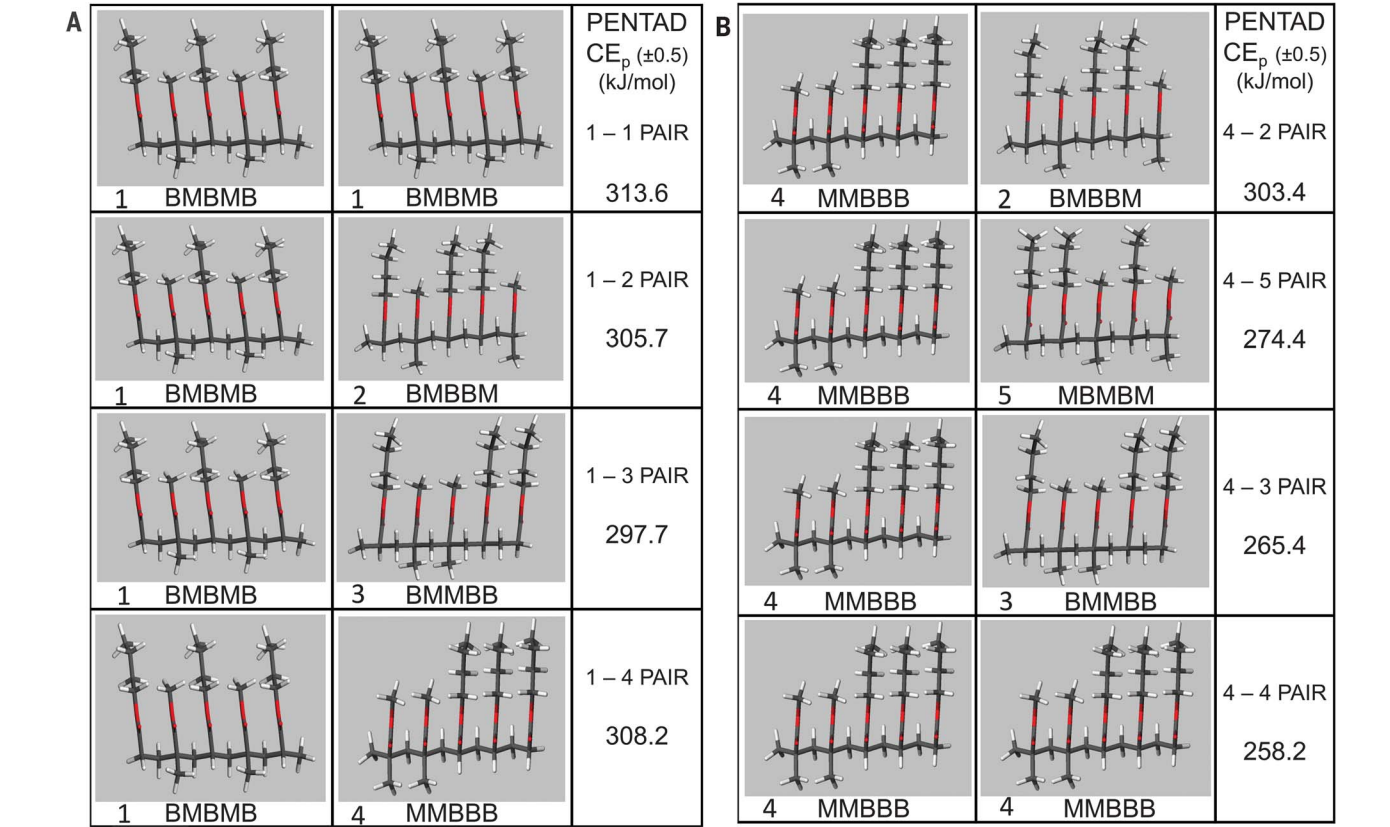 A
PENTAD
CEp (±0.5)
(kJ/mol)
1 – 1 PAIR
313.6
1 BMBMB
1 BMBMB
1 – 2 PAIR
305.7
1 BMBMB
2 BMBBM
1 – 3 PAIR
297.7
1 BMBMB
3 BMMBB
1 – 4 PAIR
308.2
1 BMBMB
4 MMBBB
B
PENTAD
CEp (±0.5)
(kJ/mol)
4 – 2 PAIR
303.4
4 MMBBB
2 BMBBM
4 – 5 PAIR
274.4
4 MMBBB
5 MBMBM
4 – 3 PAIR
265.4
4 MMBBB
3 BMMBB
4 – 4 PAIR
258.2
4 MMBBB
4 MMBBB